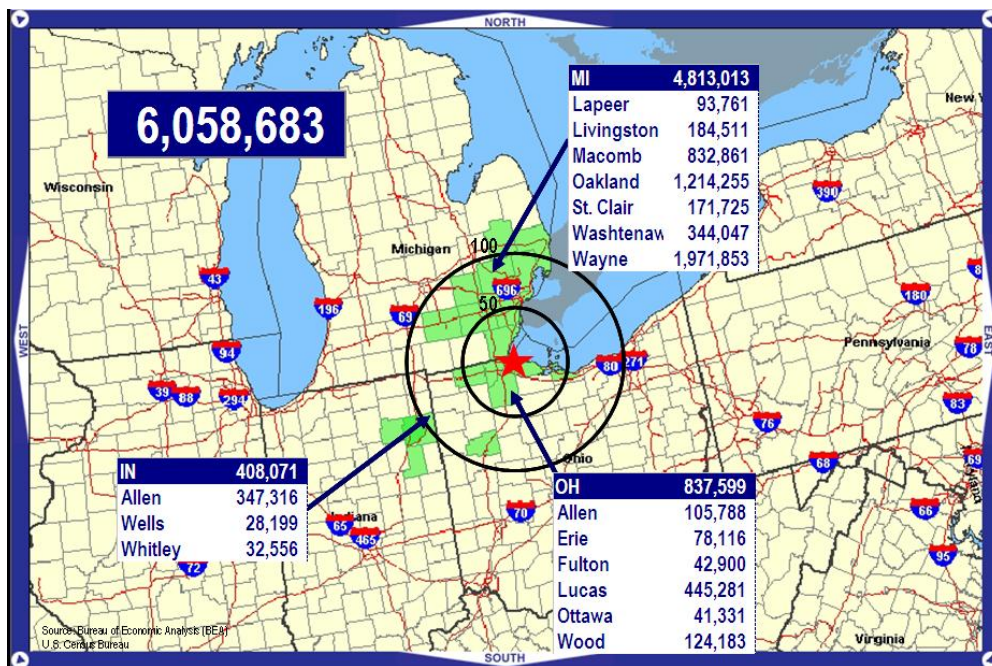 NORTH
6,058,683
MI 4,813,013
Lapeer 93,761
Livingston 184,511
Macomb 832,861
Oakland 1,214,255
St. Clair 171,725
Washtenaw 344,047
Wayne 1,971,853
New Y
Wisconsin
Michigan
100
50
390
43
196
69
696
180
WEST
EAST
94
80
271
Pennsylvania
78
39
88
294
83
76
Ohio
68
69
land
IN 408,071
Allen 347,316
Wells 28,199
Whitley 32,556
OH 837,599
Allen 105,788
Erie 78,116
Fulton 42,900
Lucas 445,281
Ottawa 41,331
Wood 124,183
70
Indiana
65
465
72
66
95
Source: Bureau of Economic Analysis (BEA)
U.S. Census Bureau
Virginia
SOUTH